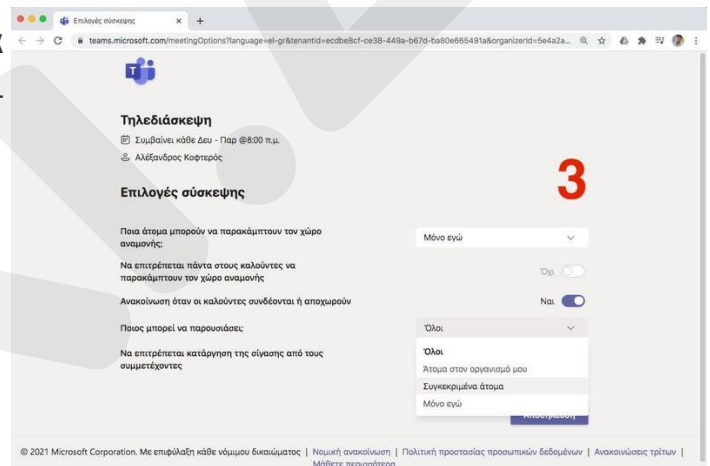 Επιλογές σύσκεψης
teams.microsoft.com/meetingOptions?language=el-gr&tenantid=ecdbe8cf-ce38-449a-b67d-ba80e665491a&organizerId=5e4a2a...
Τηλεδιάσκεψη
Συμβαίνει κάθε Δευ - Παρ @8:00 π.μ.
Αλέξανδρος Κοφτερός
3
Επιλογές σύσκεψης
Ποια άτομα μπορούν να παρακάμπτουν τον χώρο
αναμονής;
Μόνο εγώ
Να επιτρέπεται πάντα στους καλούντες να
παρακάμπτουν τον χώρο αναμονής
Όχι
Ανακοίνωση όταν οι καλούντες συνδέονται ή αποχωρούν
Ναι
Ποιος μπορεί να παρουσιάσει;
Όλοι
Να επιτρέπεται κατάργηση της σίγασης από τους
συμμετέχοντες
Όλοι
Άτομα στον οργανισμό μου
Συγκεκριμένα άτομα
Μόνο εγώ
Αποθήκευση
© 2021 Microsoft Corporation. Με επιφύλαξη κάθε νόμιμου δικαιώματος | Νομική ανακοίνωση | Πολιτική προστασίας προσωπικών δεδομένων | Ανακοινώσεις τρίτων |
Μάθετε περισσότερα